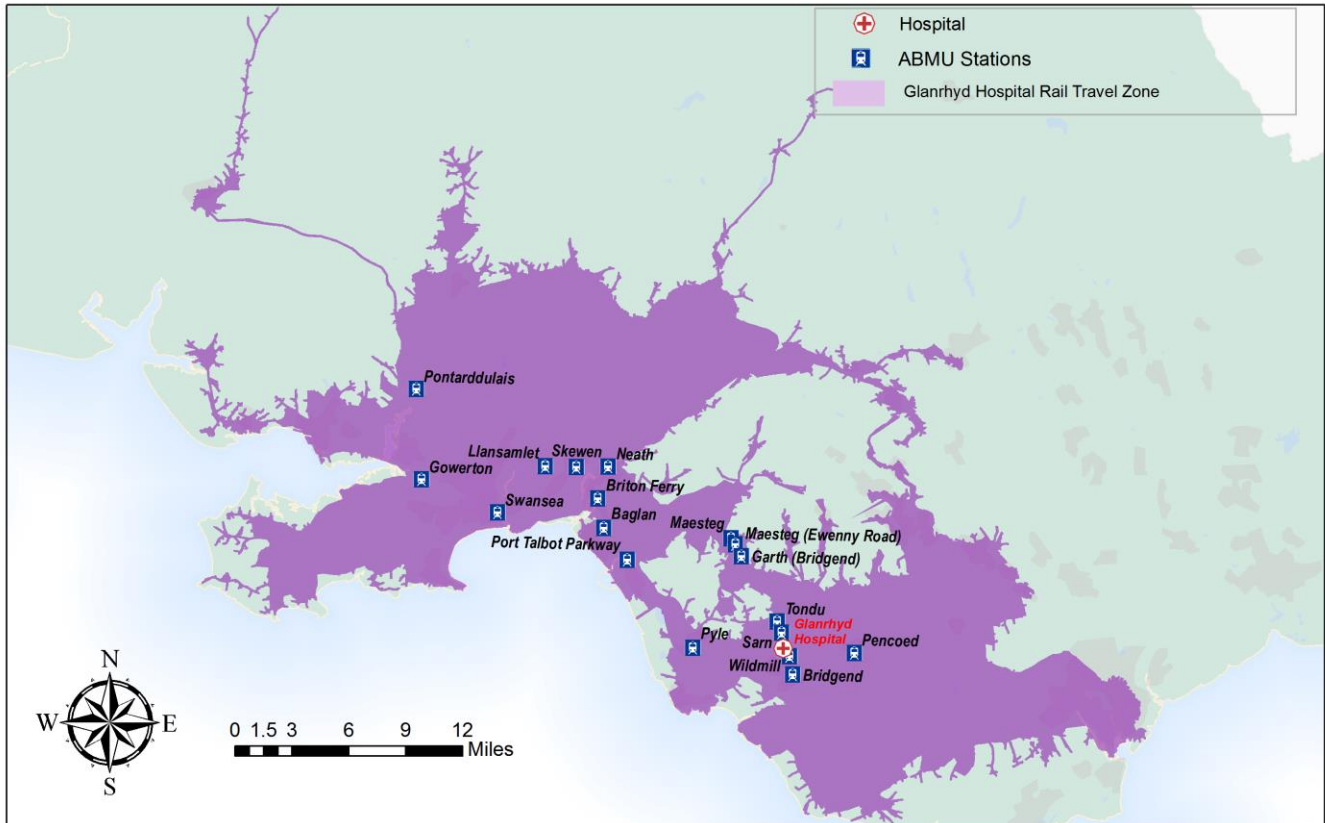 Hospital
ABMU Stations
Glanrhyd Hospital Rail Travel Zone
Pontarddulais
Llansamlet Skewen Neath
Gowerton
Briton Ferry
Swansea
Baglan
Maesteg
Maesteg (Ewenny Road)
Port Talbot Parkway
Garth (Bridgend)
Tondu
Glanrhyd
Hospital
Pyle
Sarn
Pencoed
Wildmill
Bridgend
N
W E
S
0 1.5 3 6 9 12
Miles